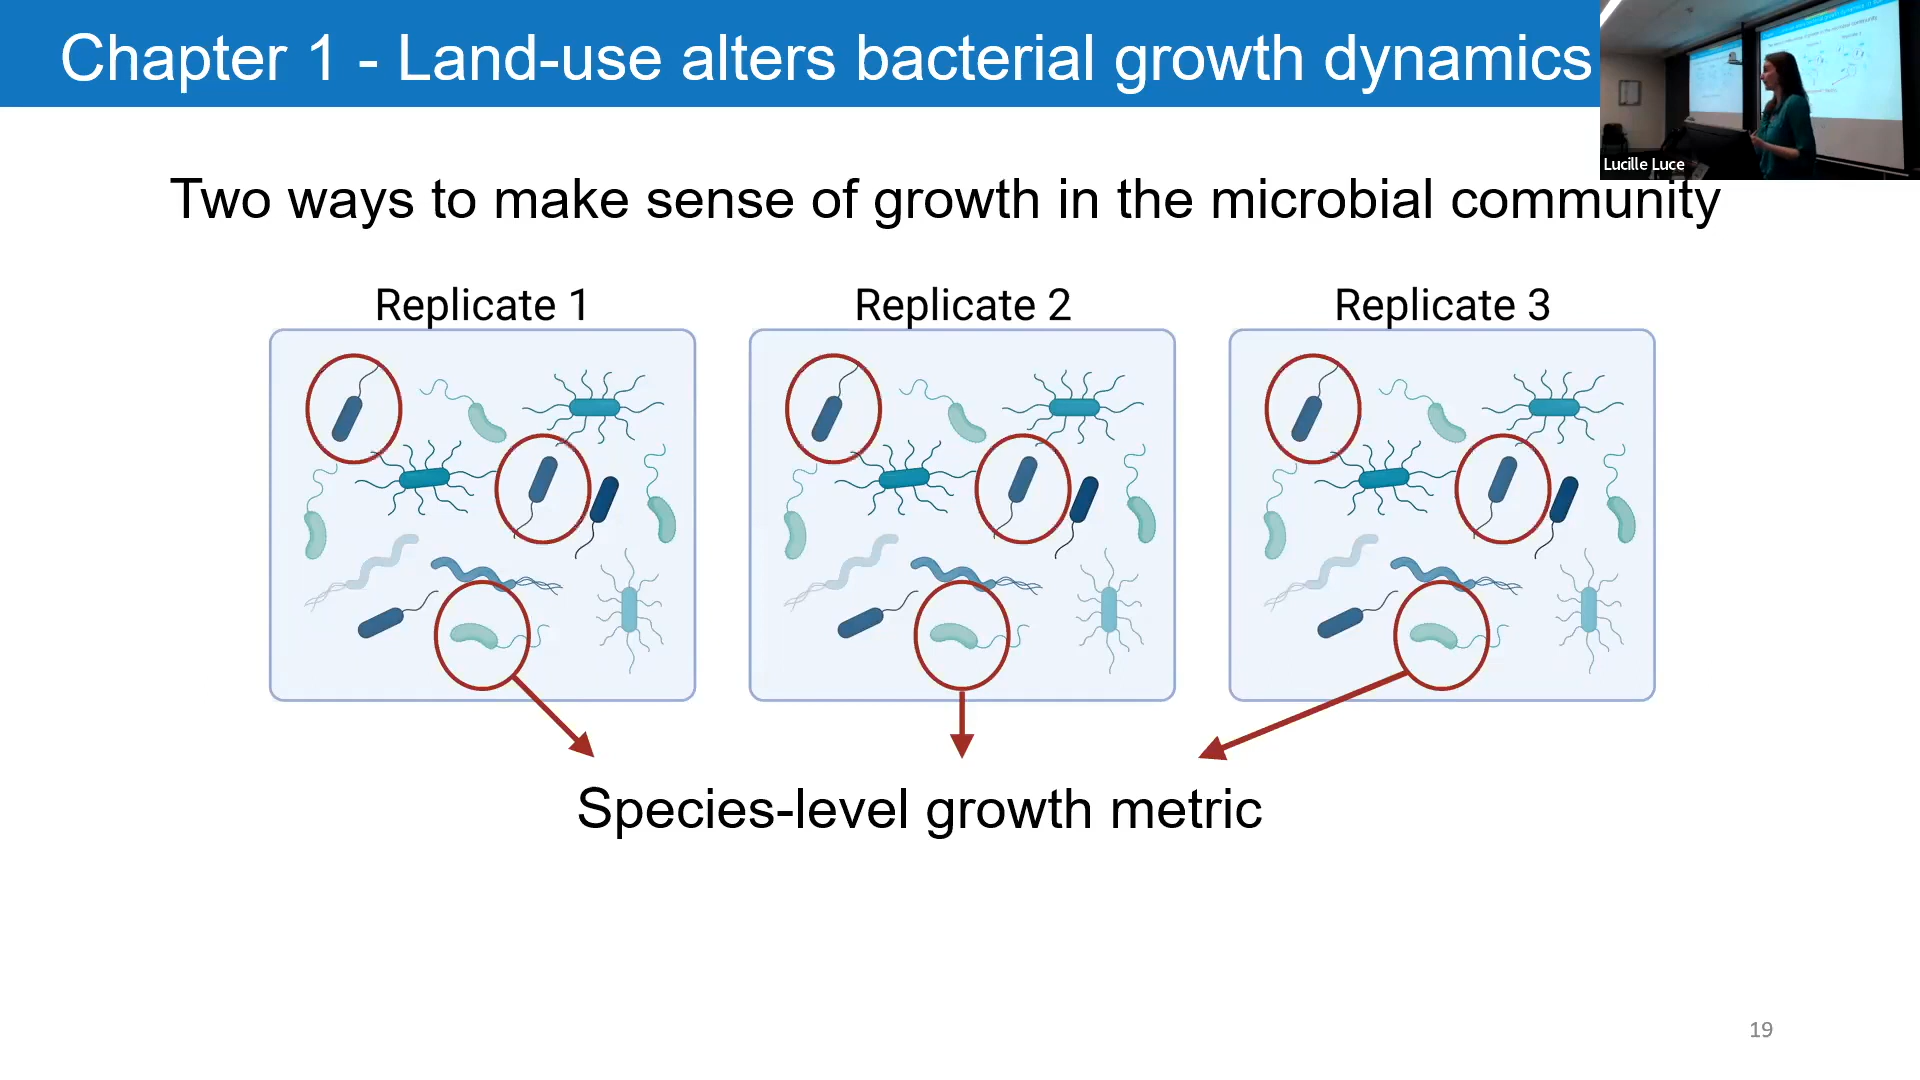 Chapter 1 - Land-use alters bacterial growth dynamics
Lucille Luce
Two ways to make sense of growth in the microbial community
Replicate 1
Replicate 2
Replicate 3
Species-level growth metric
19